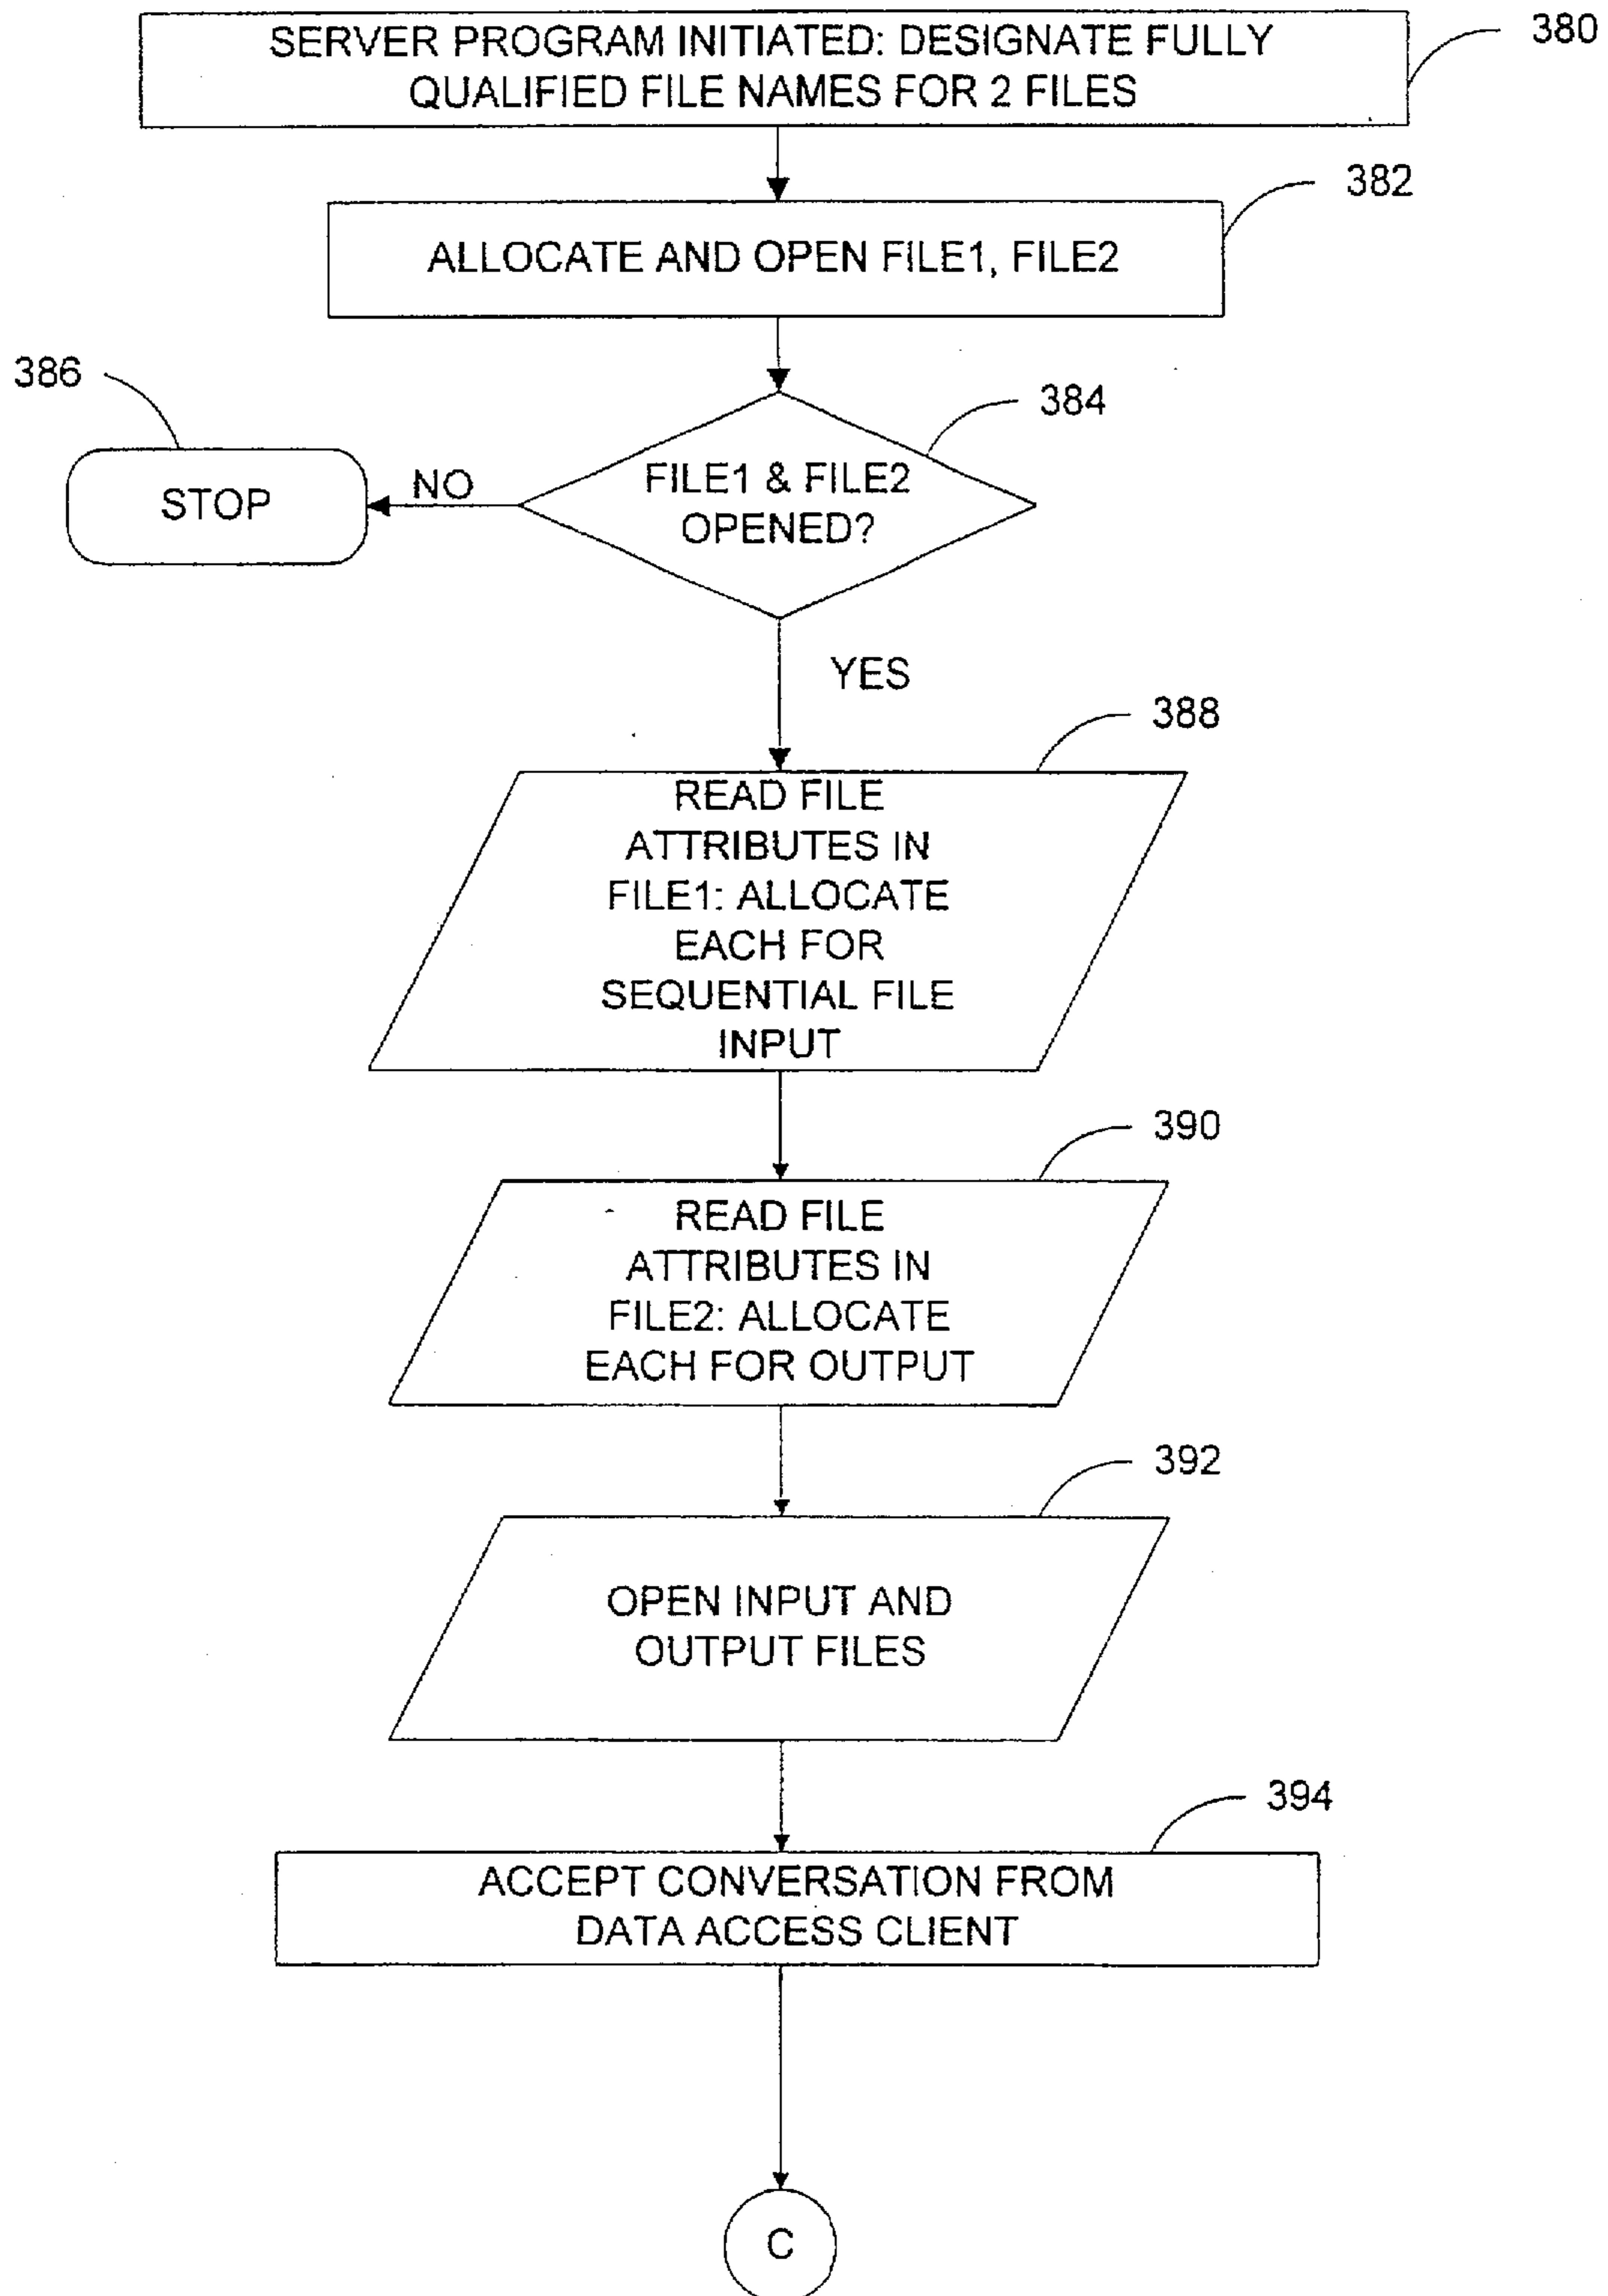 SERVER PROGRAM INITIATED: DESIGNATE FULLY
QUALIFIED FILE NAMES FOR 2 FILES
380
382
ALLOCATE AND OPEN FILE1, FILE2
386
384
STOP
NO
FILE1 & FILE2
OPENED?
YES
388
READ FILE
ATTRIBUTES IN
FILE1: ALLOCATE
EACH FOR
SEQUENTIAL FILE
INPUT
390
READ FILE
ATTRIBUTES IN
FILE2: ALLOCATE
EACH FOR OUTPUT
392
OPEN INPUT AND
OUTPUT FILES
394
ACCEPT CONVERSATION FROM
DATA ACCESS CLIENT
C